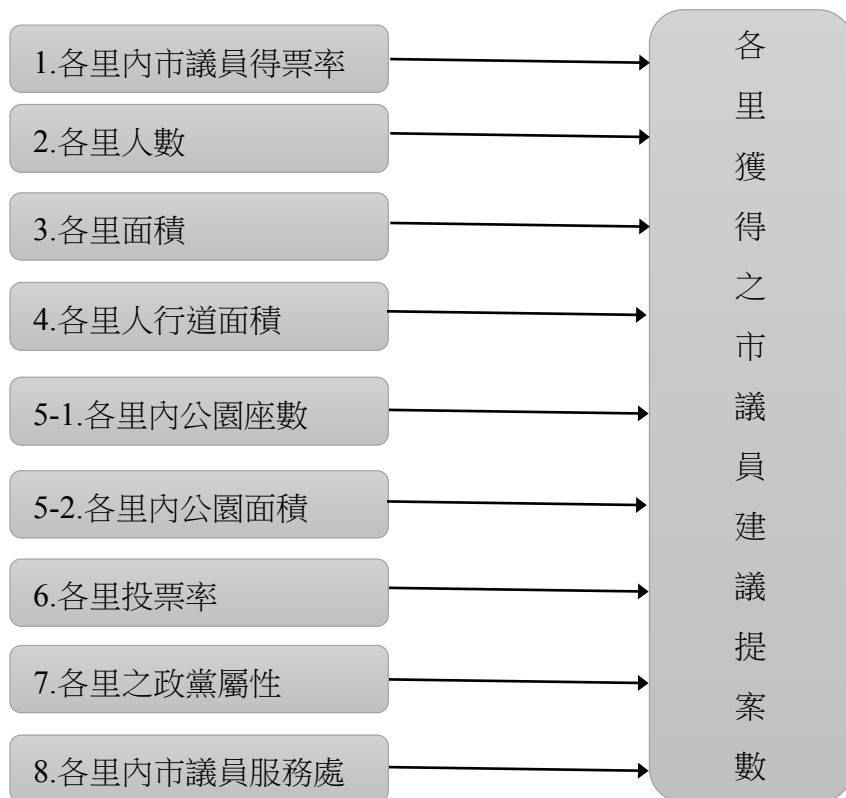 1.各里內市議員得票率
2.各里人數
3.各里面積
4.各里人行道面積
5-1.各里內公園座數
5-2.各里內公園面積
6.各里投票率
7.各里之政黨屬性
8.各里內市議員服務處
各里獲得之市議員建議提案數